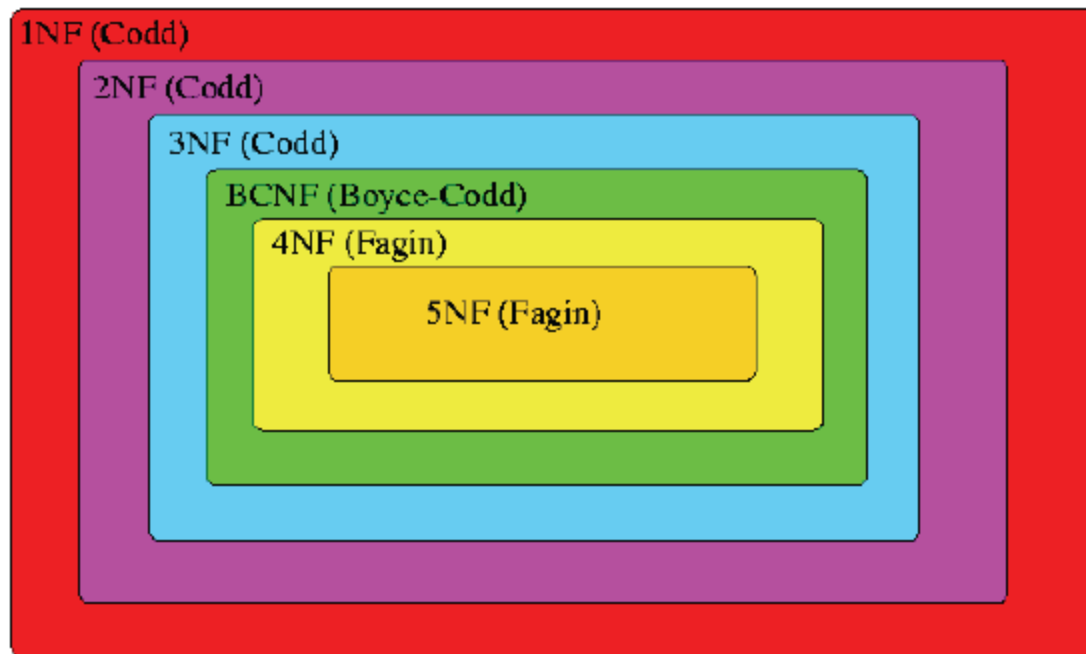 1NF (Codd)
2NF (Codd)
3NF (Codd)
BCNF (Boyce-Codd)
4NF (Fagin)
5NF (Fagin)